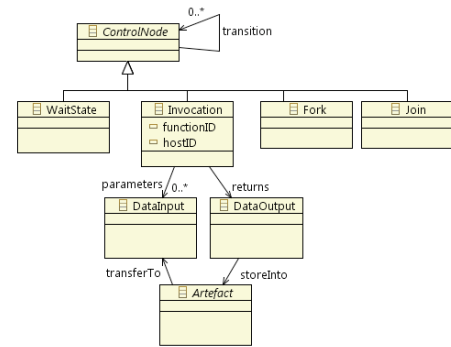 0..*
ControlNode
transition
WaitState
Invocation
Fork
Join
functionID
hostID
parameters
0..*
returns
DataInput
DataOutput
transferTo
storeInto
Artefact